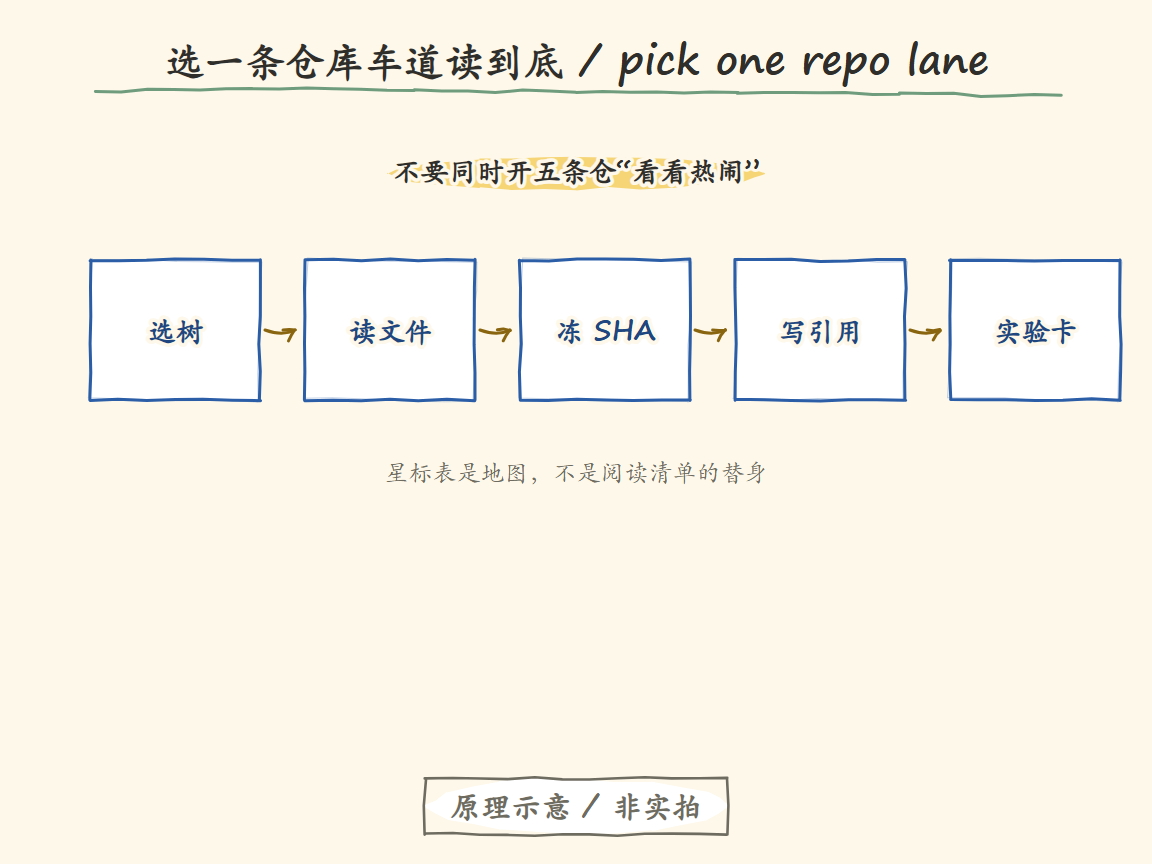 选一条仓库车道读到底 / pick one repo lane
不要同时开五条仓“看看热闹”
选树
读文件
冻 SHA
写引用
实验卡
星标表是地图，不是阅读清单的替身
原理示意 / 非实拍